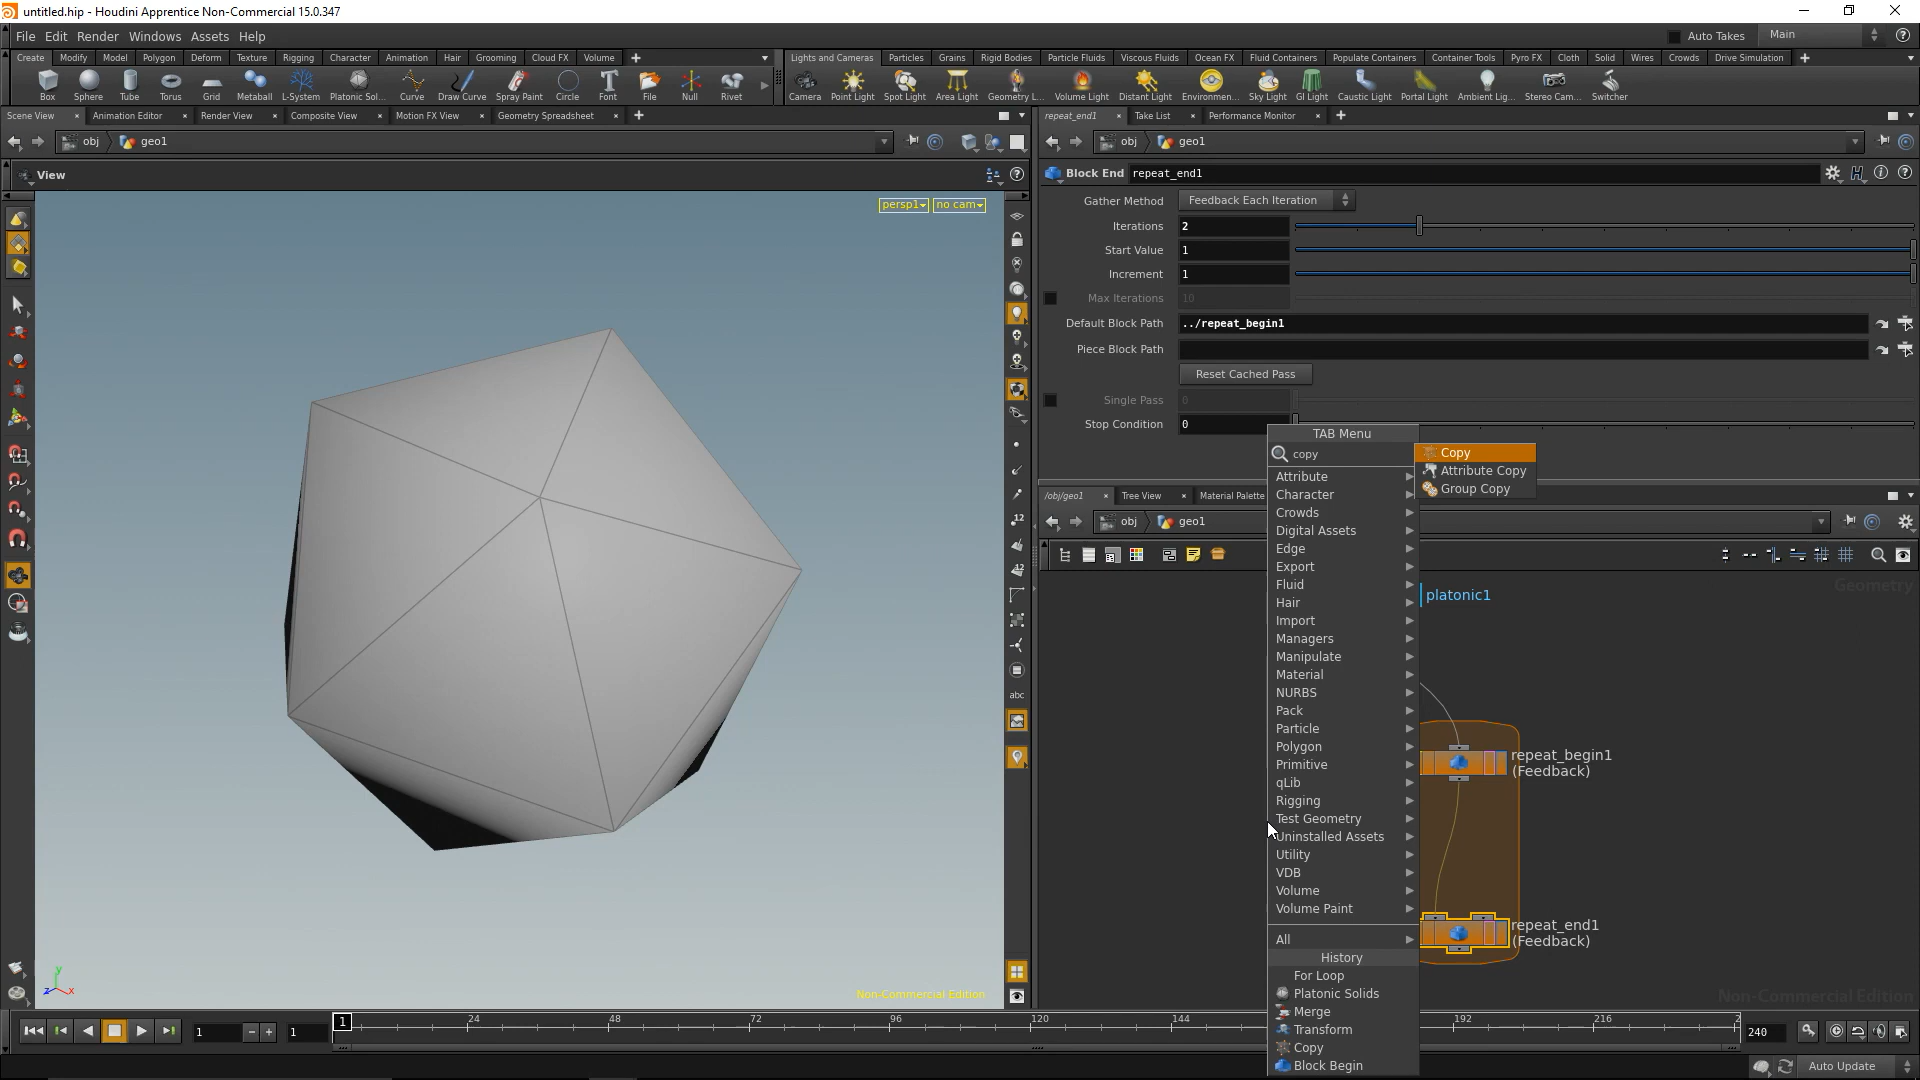 untitled.hip - Houdini Apprentice Non-Commercial 15.0.347
File Edit Render Windows Assets Help
Auto Takes Main
Create Modify Model Polygon Deform Texture Rigging Character Animation Hair Grooming Cloud FX Volume
Lights and Cameras Particles Grains Rigid Bodies Particle Fluids Viscous Fluids Ocean FX Fluid Containers Populate Containers Container Tools Pyro FX Cloth Solid Wires Crowds Drive Simulation
Box Sphere Tube Torus Grid Metaball L-System Platonic Sol... Curve Draw Curve Spray Paint Circle Font File Null Rivet
Camera Point Light Spot Light Area Light Geometry L... Volume Light Distant Light Environmen... Sky Light GI Light Caustic Light Portal Light Ambient Lig... Stereo Cam... Switcher
Scene View Animation Editor Render View Composite View Motion FX View Geometry Spreadsheet
repeat_end1 Take List Performance Monitor
obj geo1
obj geo1
View
persp1 no cam
Block End repeat_end1
Gather Method Feedback Each Iteration
Iterations 2
Start Value 1
Increment 1
Max Iterations 10
Default Block Path ../repeat_begin1
Piece Block Path
Reset Cached Pass
Single Pass 0
Stop Condition 0
TAB Menu
copy
Copy
Attribute Copy
Group Copy
Attribute
Character
Crowds
Digital Assets
Edge
Export
Fluid
Hair
Import
Managers
Manipulate
Material
NURBS
Pack
Particle
Polygon
Primitive
qLib
Rigging
Test Geometry
Uninstalled Assets
Utility
VDB
Volume
Volume Paint
All
History
For Loop
Platonic Solids
Merge
Transform
Copy
Block Begin
/obj/geo1 Tree View Material Palette
obj geo1
Geometry
platonic1
repeat_begin1
(Feedback)
repeat_end1
(Feedback)
Non-Commercial Edition
Non-Commercial Edition
12
12
abc
y
z x
1 1 1 24 48 72 96 120 144 192 216 2 240
Auto Update